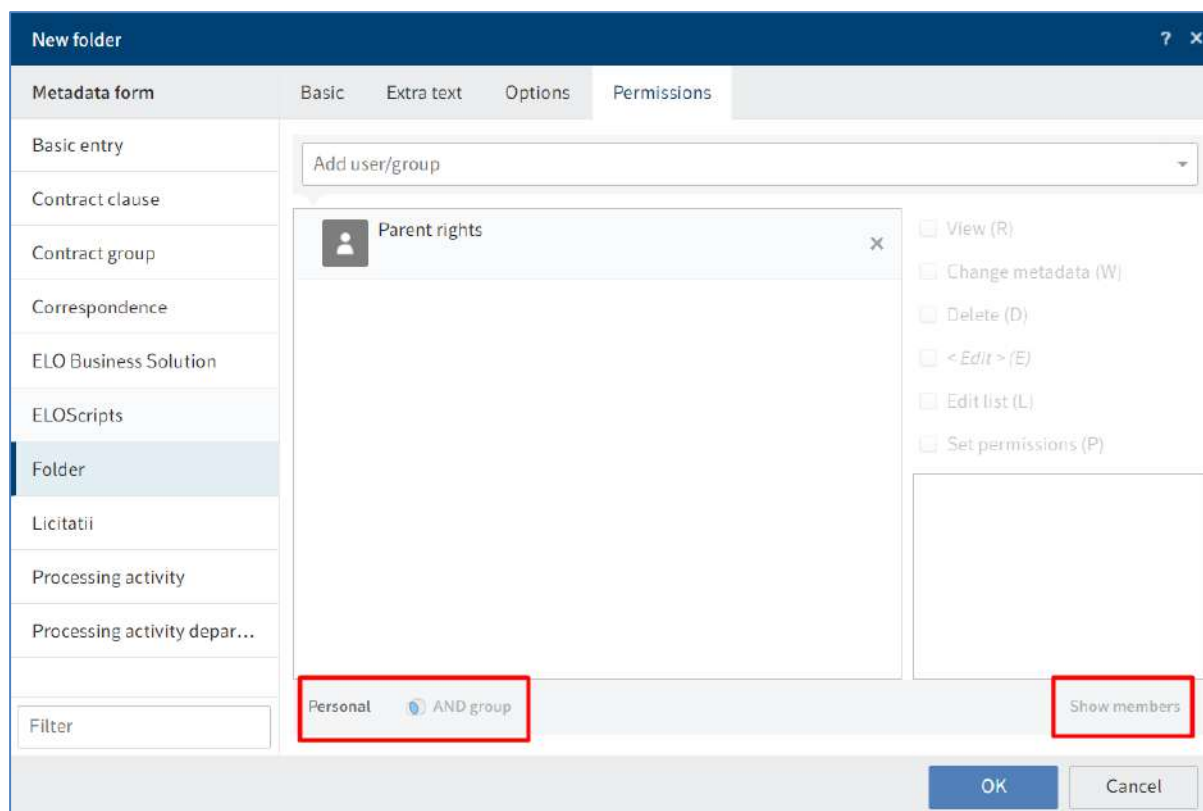 New folder ? ×
Metadata form
Basic entry
Contract clause
Contract group
Correspondence
ELO Business Solution
ELOScripts
Folder
Licitatii
Processing activity
Processing activity depar...
Filter
Basic Extra text Options Permissions
Add user/group
Parent rights ×
View (R)
Change metadata (W)
Delete (D)
< Edit > (E)
Edit list (L)
Set permissions (P)
Personal AND group
Show members
OK Cancel